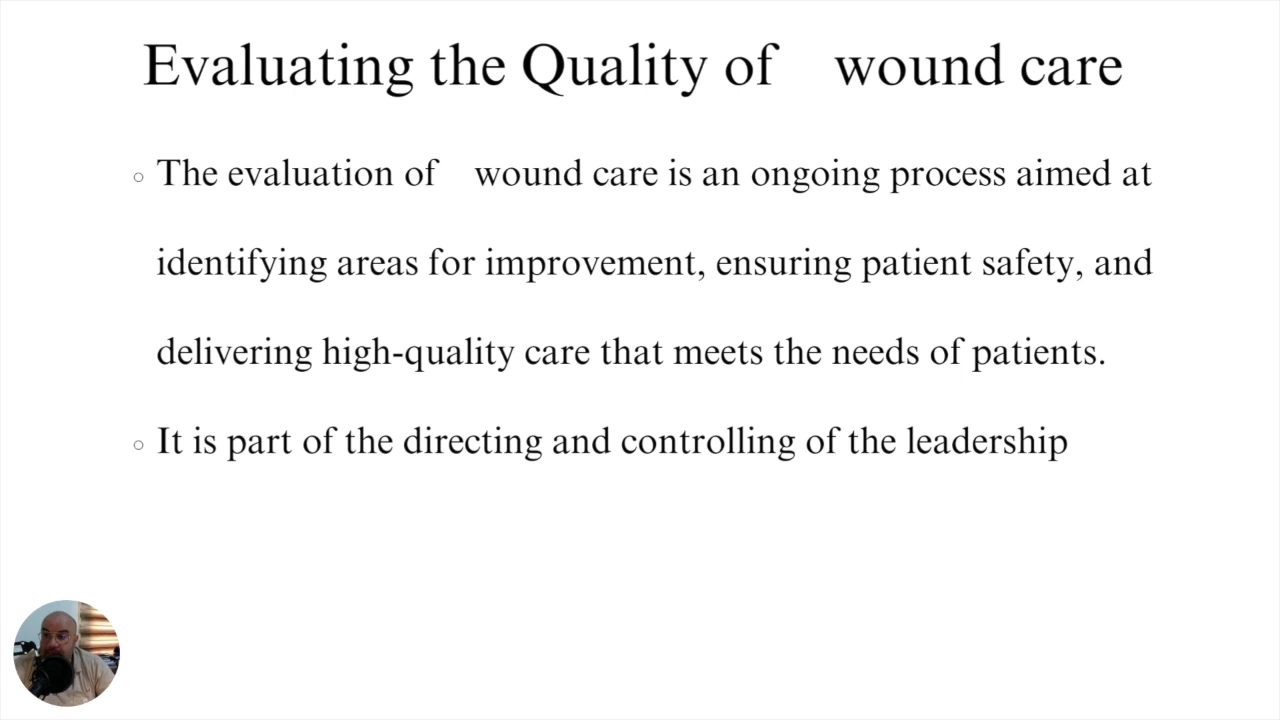 Evaluating the Quality of wound care
The evaluation of wound care is an ongoing process aimed at
identifying areas for improvement, ensuring patient safety, and
delivering high-quality care that meets the needs of patients.
It is part of the directing and controlling of the leadership